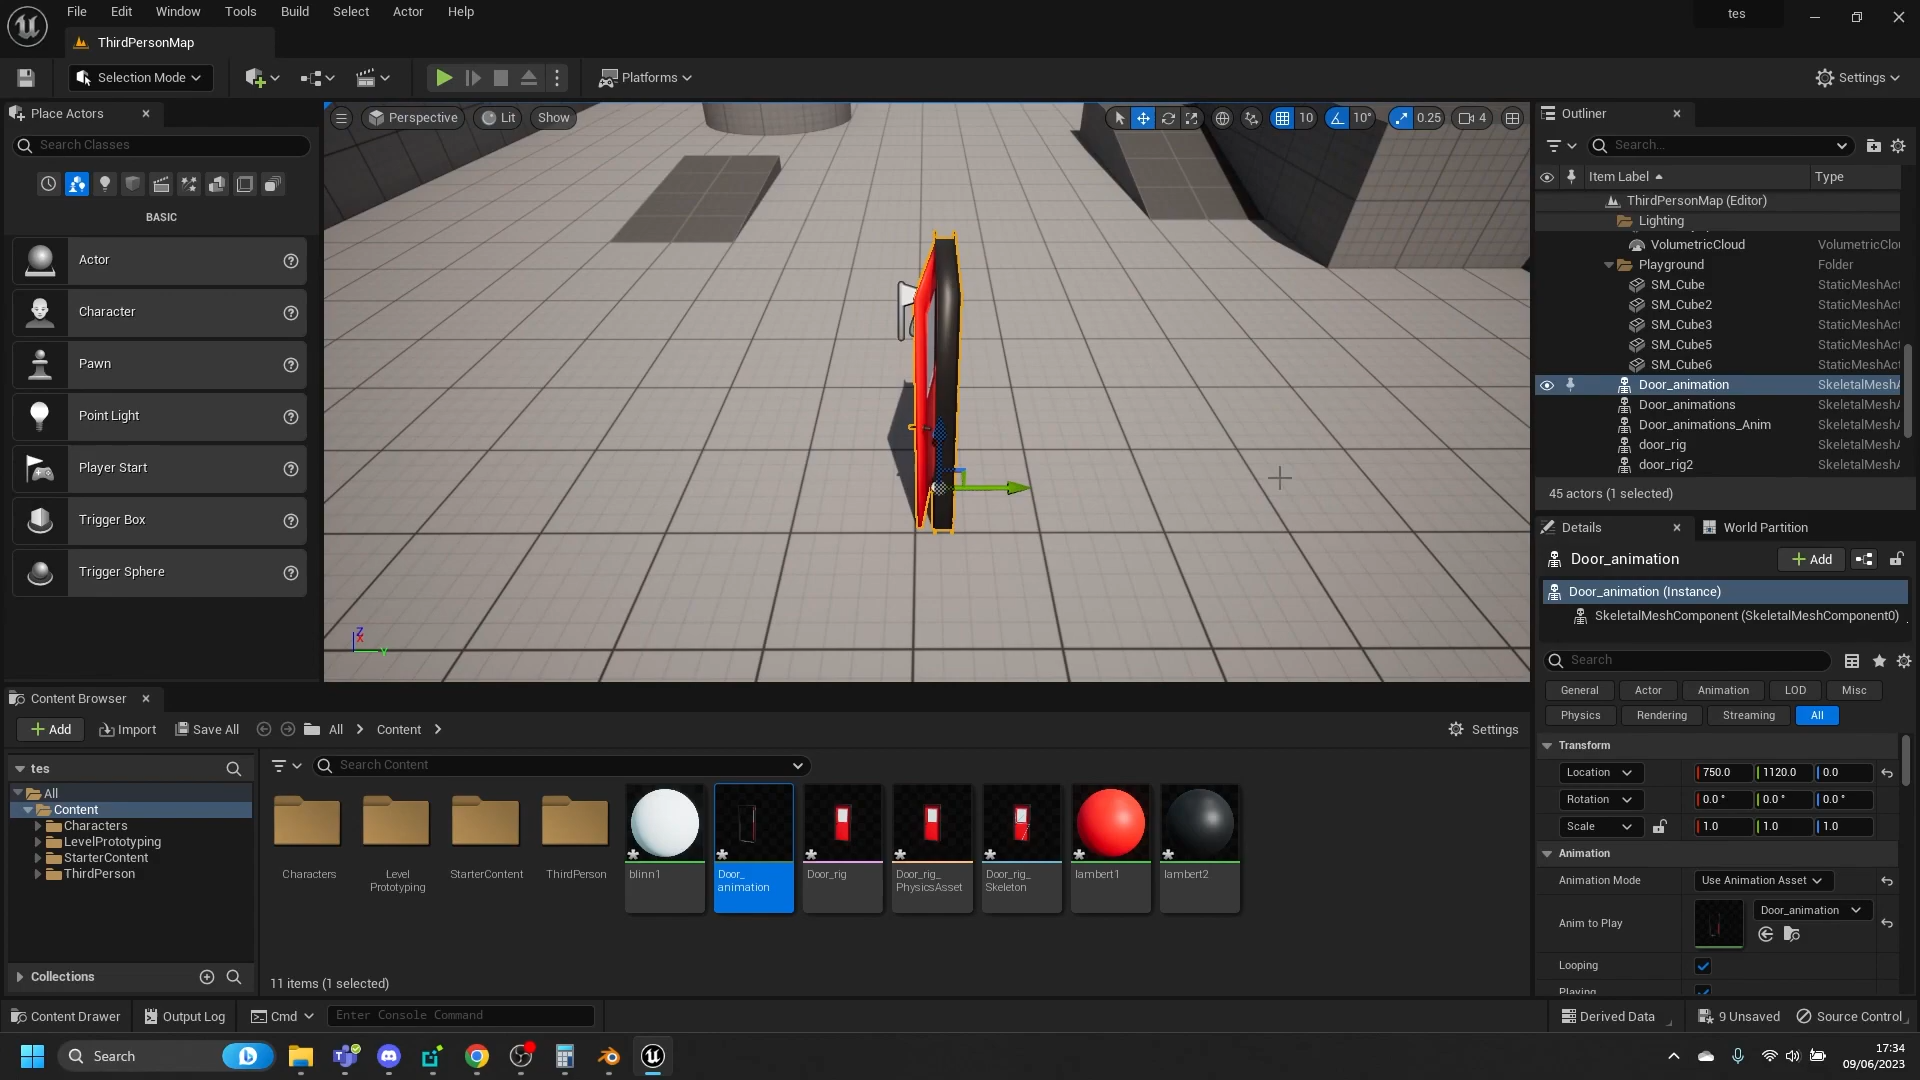 File Edit Window Tools Build Select Actor Help
tes
ThirdPersonMap
Selection Mode
Platforms
Settings
Place Actors
Search Classes
BASIC
Actor
Character
Pawn
Point Light
Player Start
Trigger Box
Trigger Sphere
Perspective
Lit
Show
10
10°
0.25
4
Z
X
Y
Outliner
Search...
Item Label
Type
ThirdPersonMap (Editor)
Lighting
VolumetricCloud VolumetricClou
Playground Folder
SM_Cube StaticMeshAct
SM_Cube2 StaticMeshAct
SM_Cube3 StaticMeshAct
SM_Cube5 StaticMeshAct
SM_Cube6 StaticMeshAct
Door_animation SkeletalMeshA
Door_animations SkeletalMeshA
Door_animations_Anim SkeletalMeshA
door_rig SkeletalMeshA
door_rig2 SkeletalMeshA
45 actors (1 selected)
Details
World Partition
Door_animation
Add
Door_animation (Instance)
SkeletalMeshComponent (SkeletalMeshComponent0)
Search
General Actor Animation LOD Misc
Physics Rendering Streaming All
Transform
Location 750.0 1120.0 0.0
Rotation 0.0 ° 0.0 ° 0.0 °
Scale 1.0 1.0 1.0
Animation
Animation Mode Use Animation Asset
Anim to Play Door_animation
Looping
Playing
Content Browser
Add
Import
Save All
All
Content
Settings
tes
All
Content
Characters
LevelPrototyping
StarterContent
ThirdPerson
Collections
Search Content
Characters
Level
Prototyping
StarterContent
ThirdPerson
blinn1
Door_
animation
Door_rig
Door_rig_
PhysicsAsset
Door_rig_
Skeleton
lambert1
lambert2
11 items (1 selected)
Content Drawer
Output Log
Cmd
Enter Console Command
Derived Data
9 Unsaved
Source Control
Search
17:34
09/06/2023